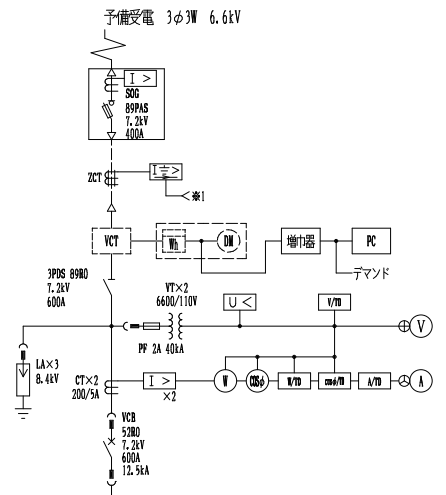 予備受電 3φ3W 6.6kV
I >
SOG
89PAS
7.2kV
400A
ZCT
I >
※1
VCT
Wh
DM
増巾器
PC
デマンド
3PDS 89R0
7.2kV
600A
VT×2
6600/110V
U <
V/TD
V
PF 2A 40kA
LA×3
8.4kV
CT×2
200/5A
I >
×2
W
COSφ
W/TD
cosφ/TD
A/TD
A
VCB
52R0
7.2kV
600A
12.5kA